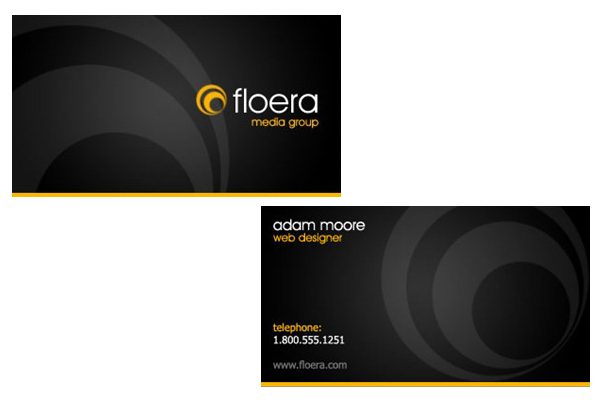 floera
media group
adam moore
web designer
telephone:
1.800.555.1251
www.floera.com